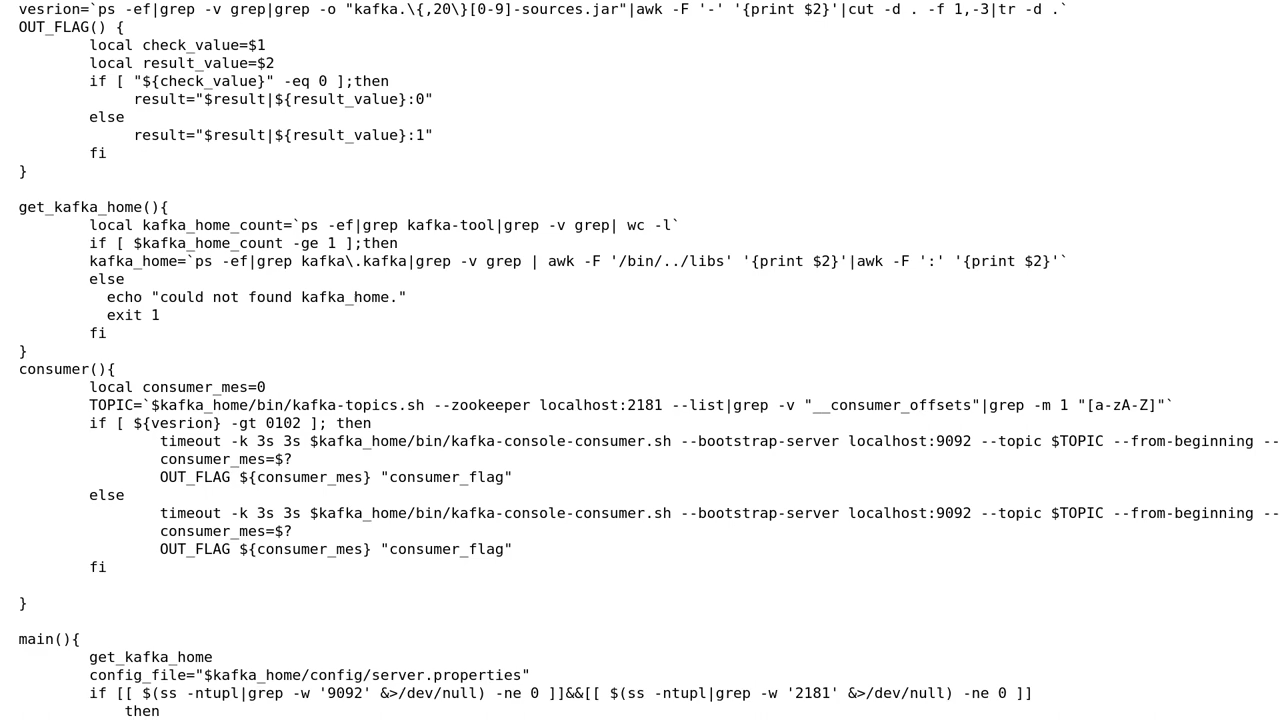 vesrion=`ps -ef|grep -v grep|grep -o "kafka.\{,20\}[0-9]-sources.jar"|awk -F '-' '{print $2}'|cut -d . -f 1,-3|tr -d .`
OUT_FLAG() {
        local check_value=$1
        local result_value=$2
        if [ "${check_value}" -eq 0 ];then
             result="$result|${result_value}:0"
        else
             result="$result|${result_value}:1"
        fi
}

get_kafka_home(){
        local kafka_home_count=`ps -ef|grep kafka-tool|grep -v grep| wc -l`
        if [ $kafka_home_count -ge 1 ];then
        kafka_home=`ps -ef|grep kafka\.kafka|grep -v grep | awk -F '/bin/../libs' '{print $2}'|awk -F ':' '{print $2}'`
        else
          echo "could not found kafka_home."
          exit 1
        fi
}
consumer(){
        local consumer_mes=0
        TOPIC=`$kafka_home/bin/kafka-topics.sh --zookeeper localhost:2181 --list|grep -v "__consumer_offsets"|grep -m 1 "[a-zA-Z]"`
        if [ ${vesrion} -gt 0102 ]; then
                timeout -k 3s 3s $kafka_home/bin/kafka-console-consumer.sh --bootstrap-server localhost:9092 --topic $TOPIC --from-beginning --
                consumer_mes=$?
                OUT_FLAG ${consumer_mes} "consumer_flag"
        else
                timeout -k 3s 3s $kafka_home/bin/kafka-console-consumer.sh --bootstrap-server localhost:9092 --topic $TOPIC --from-beginning --
                consumer_mes=$?
                OUT_FLAG ${consumer_mes} "consumer_flag"
        fi

}

main(){
        get_kafka_home
        config_file="$kafka_home/config/server.properties"
        if [[ $(ss -ntupl|grep -w '9092' &>/dev/null) -ne 0 ]]&&[[ $(ss -ntupl|grep -w '2181' &>/dev/null) -ne 0 ]]
            then